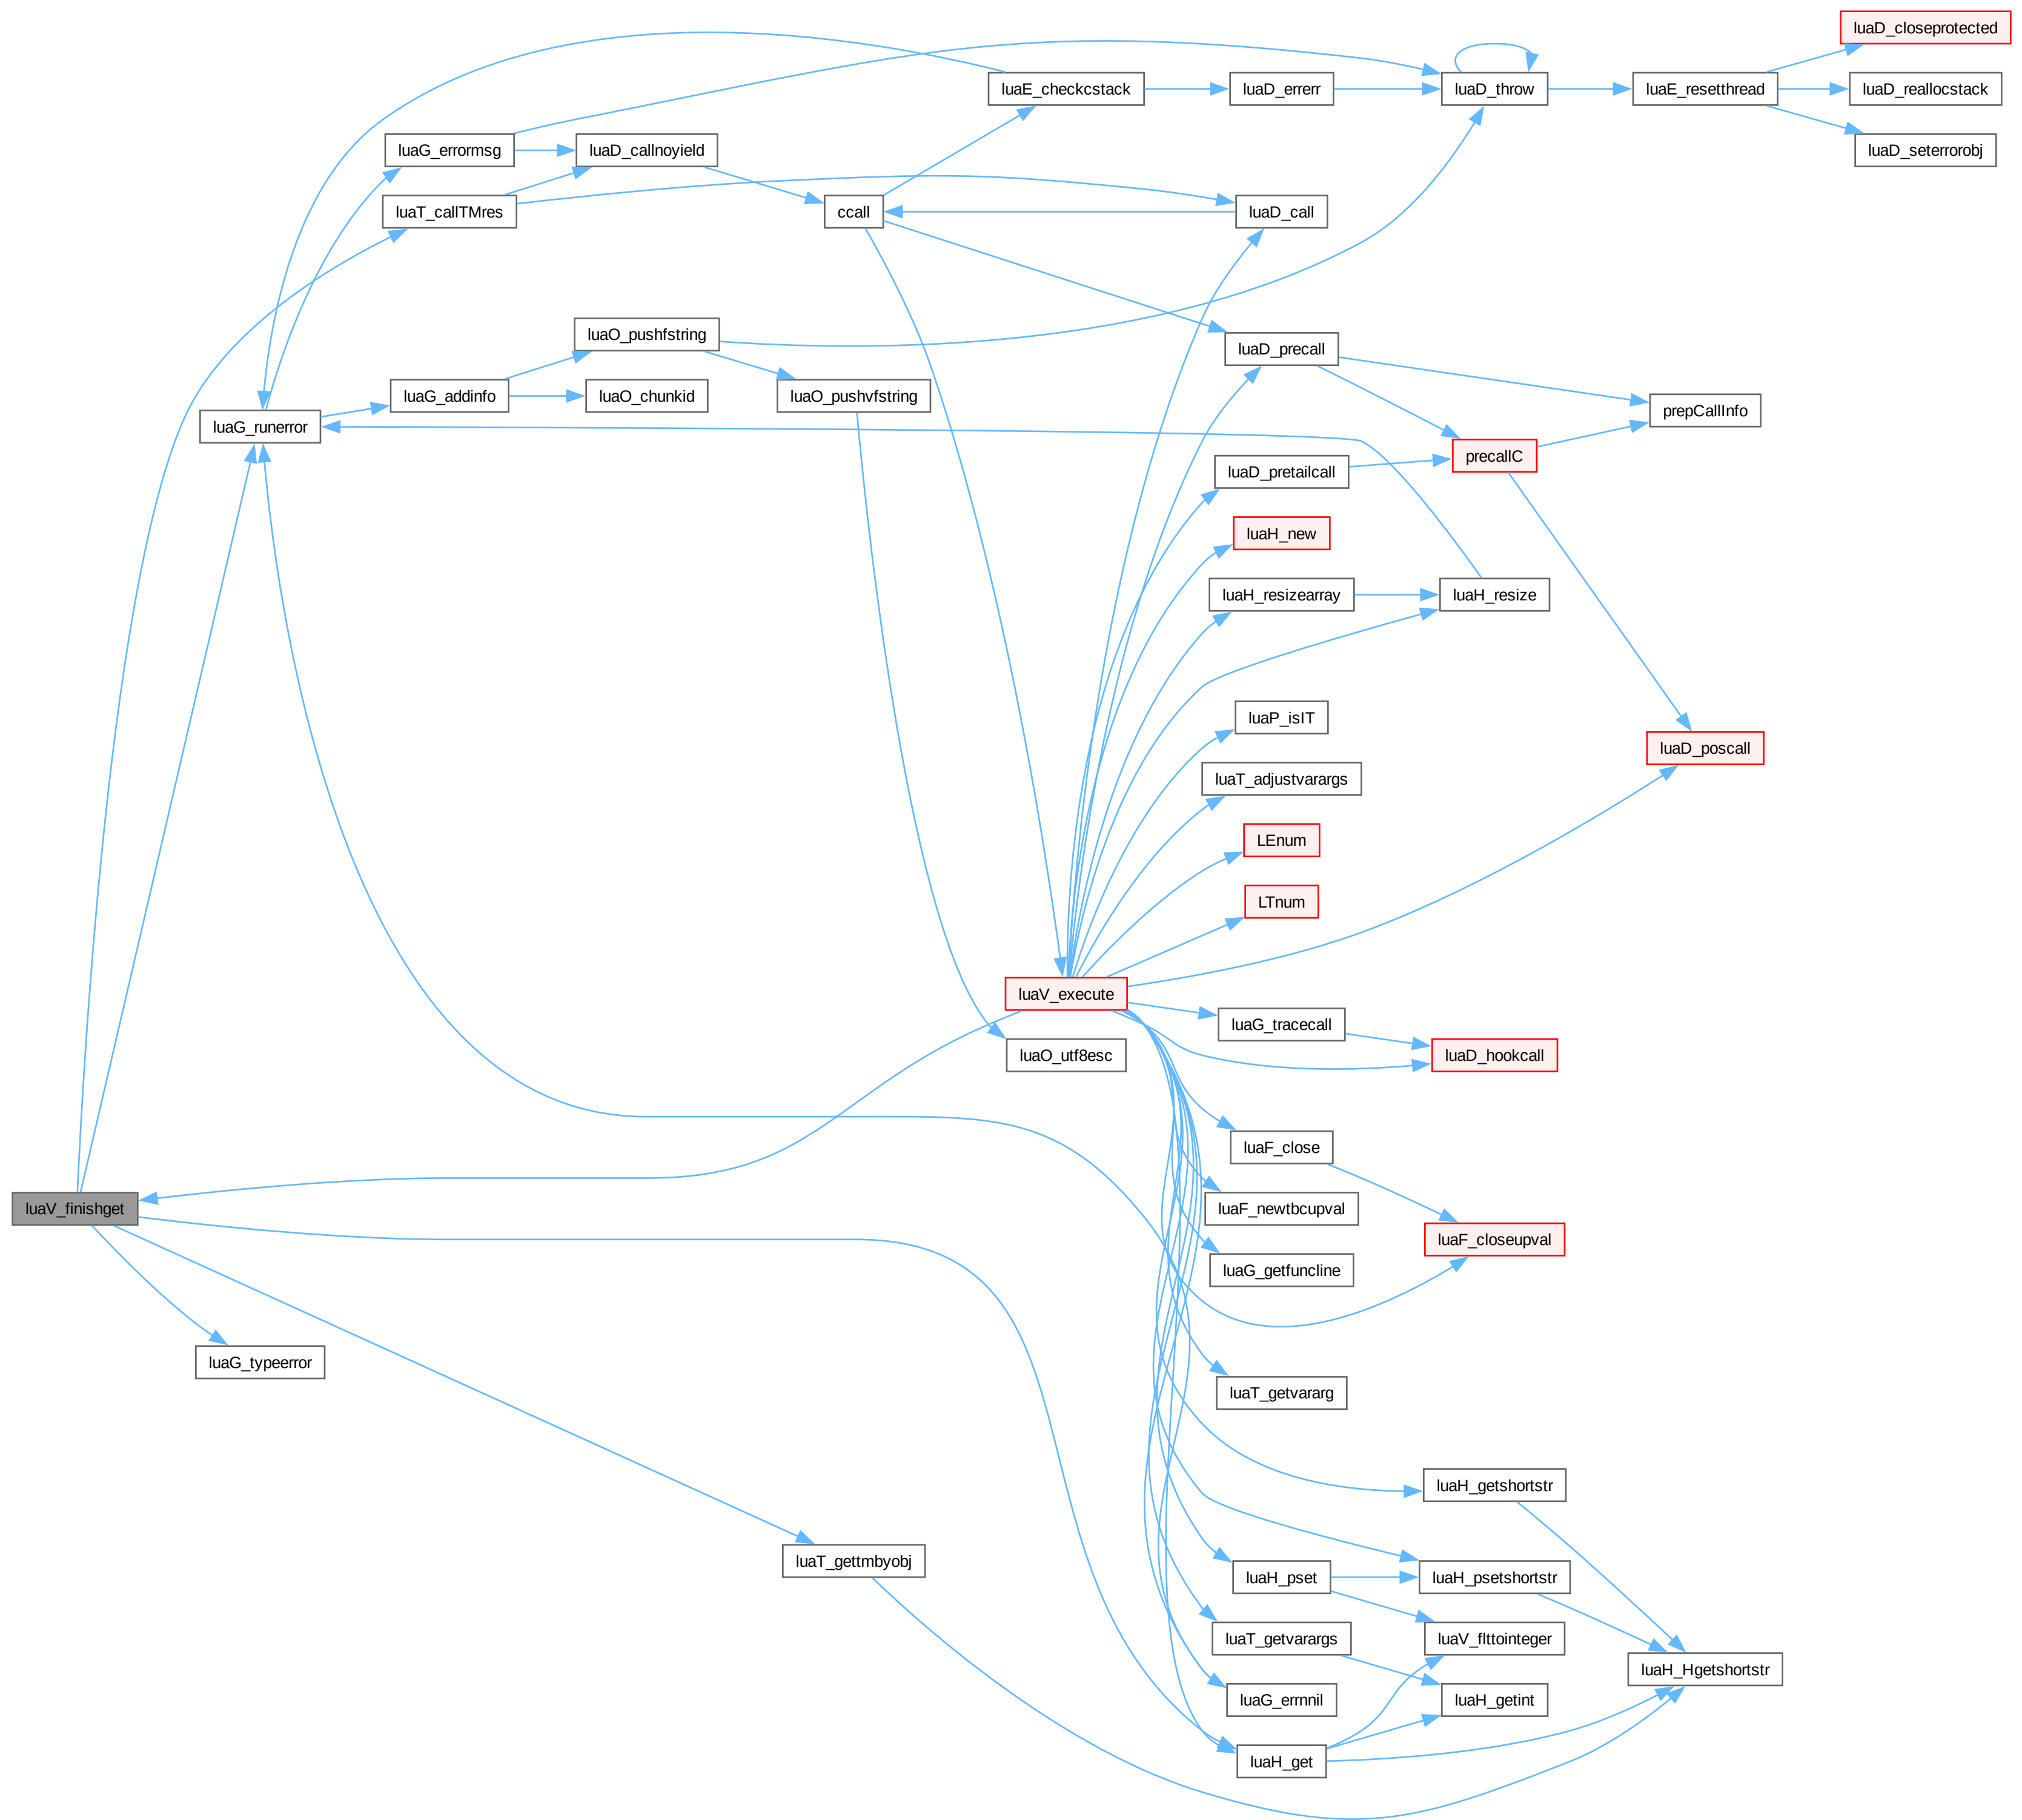 luaD_closeprotected
luaE_checkcstack
luaD_errerr
luaD_throw
luaE_resetthread
luaD_reallocstack
luaG_errormsg
luaD_callnoyield
luaD_seterrorobj
luaT_callTMres
ccall
luaD_call
luaO_pushfstring
luaD_precall
luaG_addinfo
luaO_chunkid
luaO_pushvfstring
prepCallInfo
luaG_runerror
precallC
luaD_pretailcall
luaH_new
luaH_resizearray
luaH_resize
luaP_isIT
luaD_poscall
luaT_adjustvarargs
LEnum
LTnum
luaV_execute
luaG_tracecall
luaO_utf8esc
luaD_hookcall
luaF_close
luaV_finishget
luaF_newtbcupval
luaF_closeupval
luaG_getfuncline
luaG_typeerror
luaT_getvararg
luaH_getshortstr
luaT_gettmbyobj
luaH_pset
luaH_psetshortstr
luaT_getvarargs
luaV_flttointeger
luaH_Hgetshortstr
luaG_errnnil
luaH_getint
luaH_get